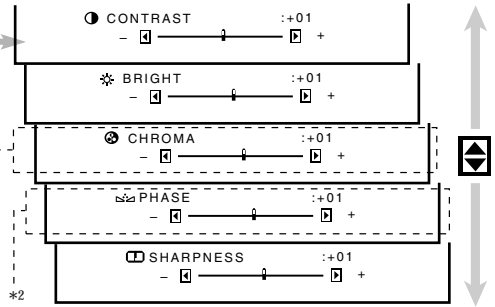 CONTRAST :+01
– +
BRIGHT :+01
– +
CHROMA :+01
– +
PHASE :+01
– +
SHARPNESS :+01
– +
*2